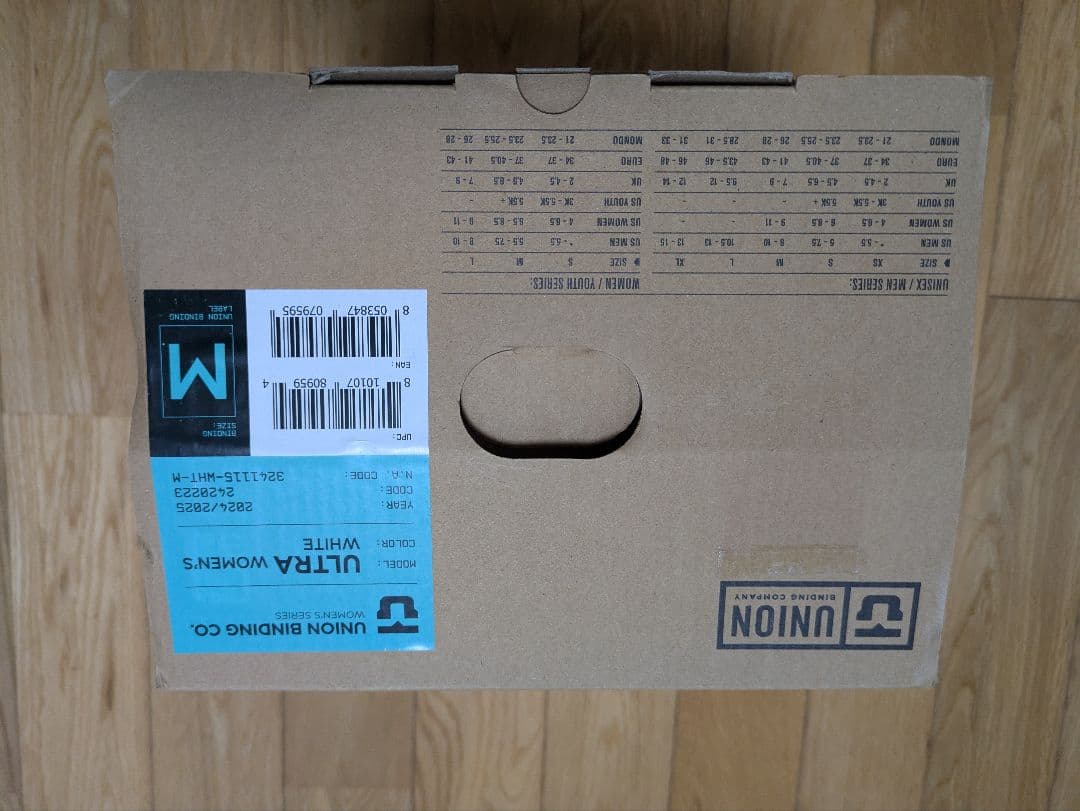 UNION
BINDING COMPANY
UNION BINDING CO.
WOMEN'S SERIES
MODEL: ULTRA WOMEN'S
COLOR: WHITE
YEAR: 2024/2025
CODE: 2420223
N.A. CODE: 3241115-WHT-M
UPC:
8 10107 80959 4
EAN:
8 053847 079595
BINDING
SIZE:
M
UNION BINDING
LABEL
UNISEX / MEN SERIES:
SIZE XS S M L XL
US MEN * - 5.5 6 - 7.5 8 - 10 10.5 - 13 13 - 15
US WOMEN 4 - 6.5 6 - 8.5 9 - 11 - -
US YOUTH 3K - 5.5K 5.5K + - - -
UK 2 - 4.5 4.5 - 6.5 7 - 9 9.5 - 12 12 - 14
EURO 34 - 37 37 - 40.5 41 - 43 43.5 - 46 46 - 48
MONDO 21 - 23.5 23.5 - 25.5 26 - 28 28.5 - 31 31 - 33
WOMEN / YOUTH SERIES:
SIZE S M L
US MEN * - 5.5 5.5 - 7.5 8 - 10
US WOMEN 4 - 6.5 5.5 - 8.5 9 - 11
US YOUTH 3K - 5.5K 5.5K + -
UK 2 - 4.5 4.5 - 6.5 7 - 9
EURO 34 - 37 37 - 40.5 41 - 43
MONDO 21 - 23.5 23.5 - 25.5 26 - 28